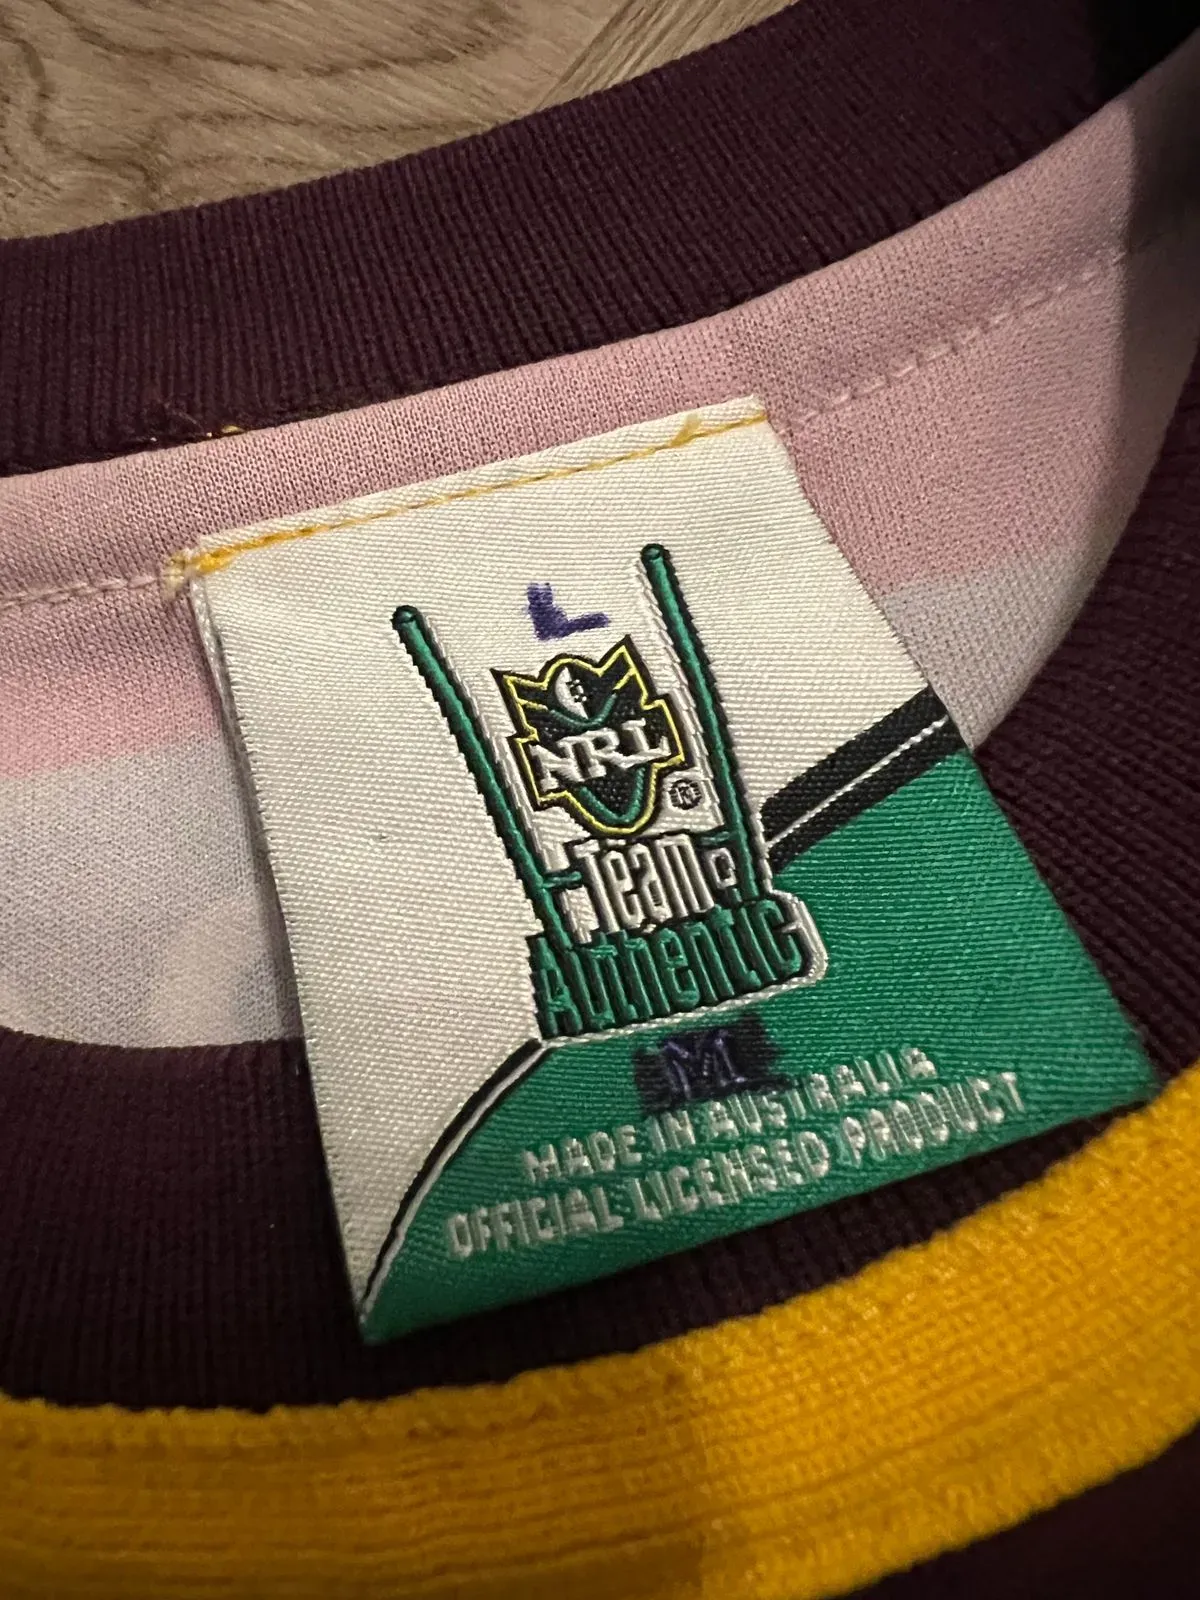 L
NRL
®
Team
Authentic
M
MADE IN AUSTRALIA
OFFICIAL LICENSED PRODUCT